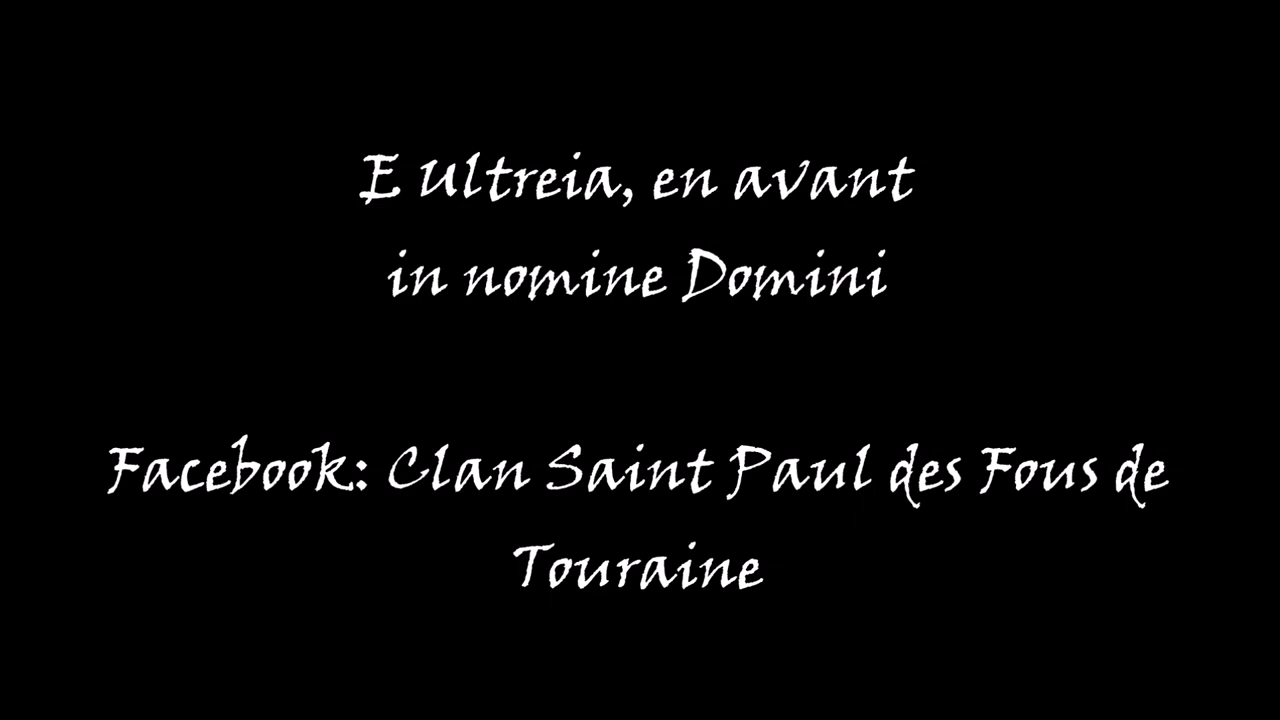 E Ultreia, en avant
in nomine Domini
Facebook: Clan Saint Paul des Fous de
Touraine